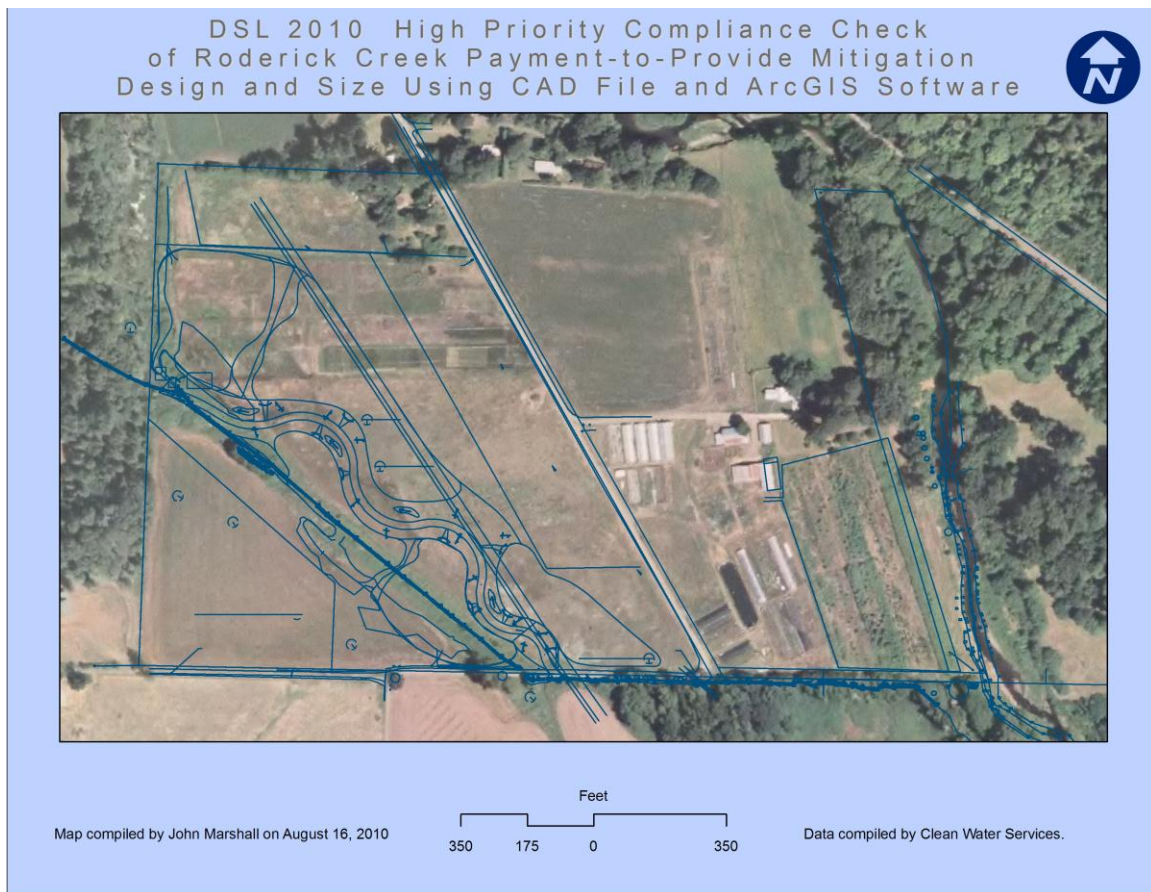 DSL 2010 High Priority Compliance Check
of Roderick Creek Payment-to-Provide Mitigation
Design and Size Using CAD File and ArcGIS Software
N
Feet
350 175 0 350
Map compiled by John Marshall on August 16, 2010
Data compiled by Clean Water Services.